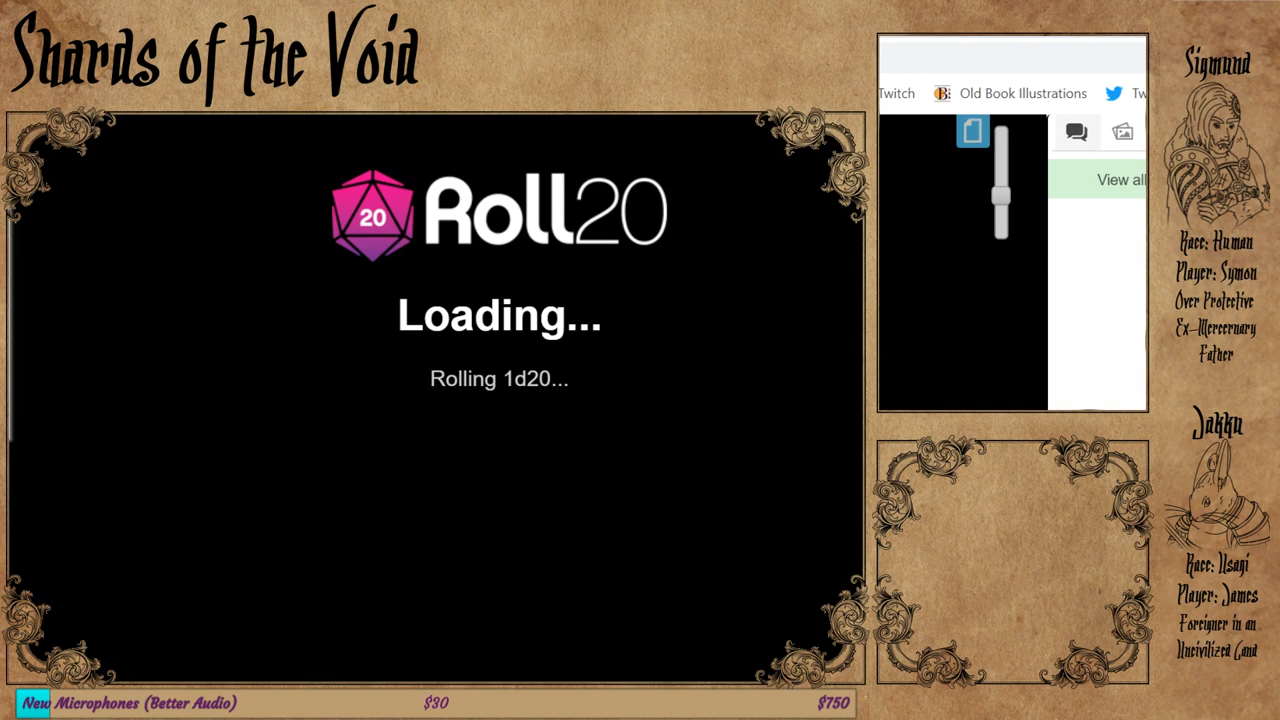 Shards of the Void
20
Roll20
Loading...
Rolling 1d20...
Twitch
B:
Old Book Illustrations
Tw
View all
Sigmund
Race: Human
Player: Symon
Over Protective
Ex-Mercernary
Father
Jakku
Race: Usagi
Player: James
Foreigner in an
Uncivilized Land
New Microphones (Better Audio)
$30
$750